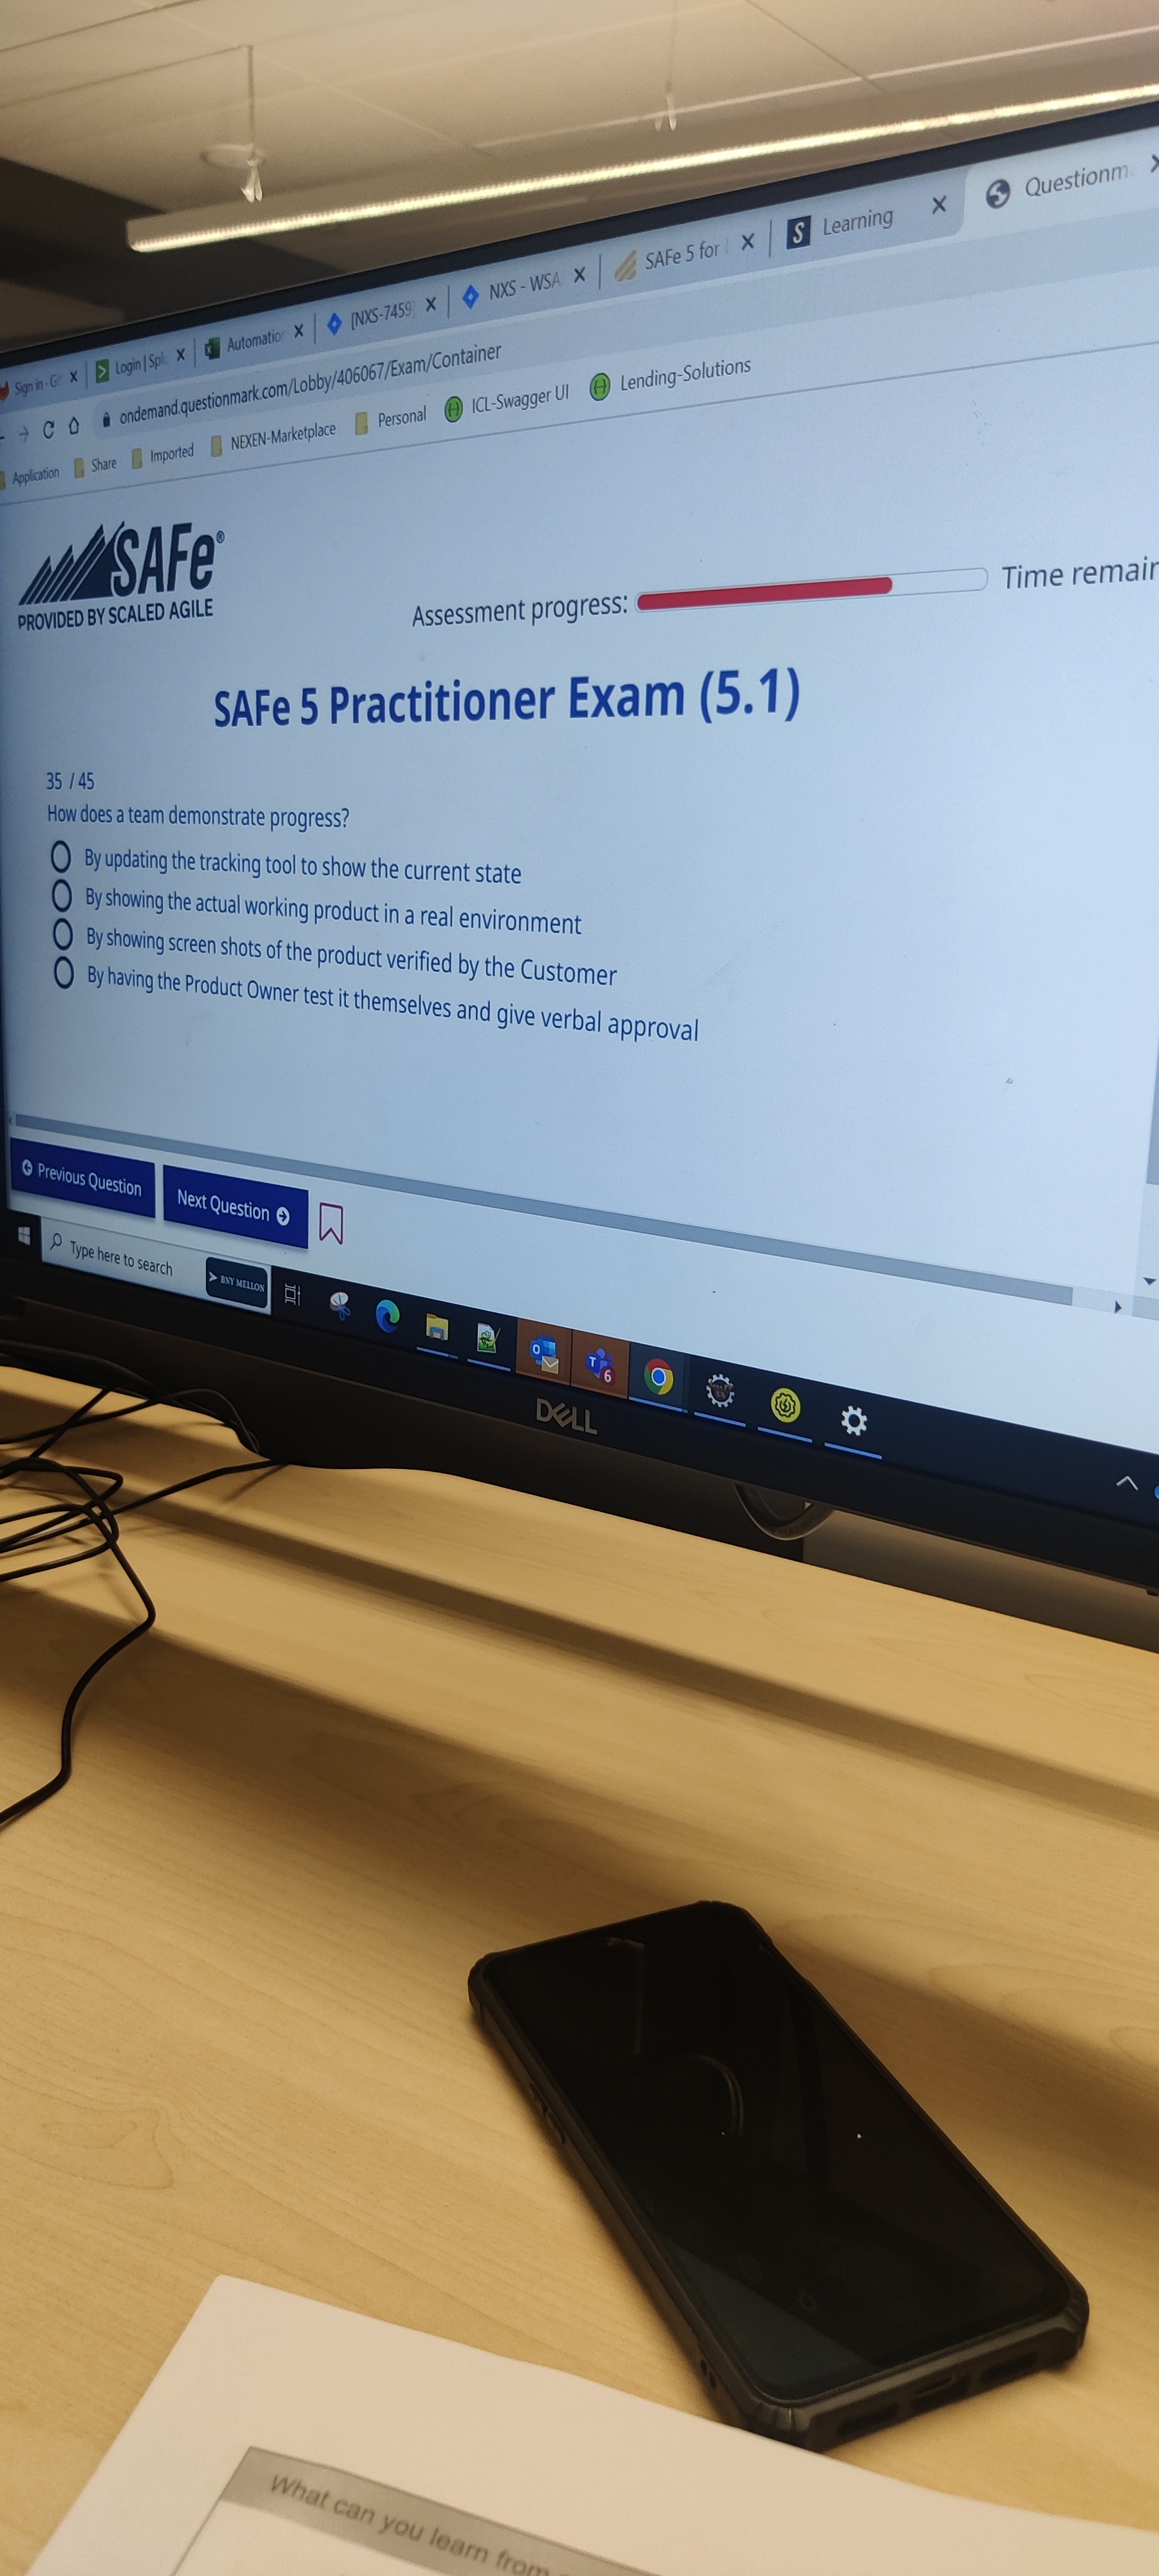 Sign in - Gi
Login | Spl
Automatio
[NXS-7459]
NXS - WSA
SAFe 5 for
Learning
Questionm
ondemand.questionmark.com/Lobby/406067/Exam/Container
Application
Share
Imported
NEXEN-Marketplace
Personal
ICL-Swagger UI
Lending-Solutions
SAFe®
PROVIDED BY SCALED AGILE
Assessment progress:
Time remain
SAFe 5 Practitioner Exam (5.1)
35 / 45
How does a team demonstrate progress?
By updating the tracking tool to show the current state
By showing the actual working product in a real environment
By showing screen shots of the product verified by the Customer
By having the Product Owner test it themselves and give verbal approval
Previous Question
Next Question
Type here to search
BNY MELLON
6
DELL
What can you learn from